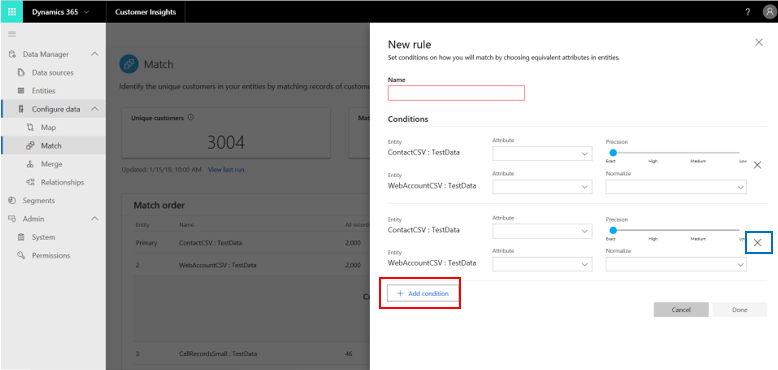 Dynamics 365
Customer Insights
?
Data Manager
Data sources
Entities
Configure data
Map
Match
Merge
Relationships
Segments
Admin
System
Permissions
Match
Identify the unique customers in your entities by matching records of custome
Unique customers
3004
Mat
Updated: 1/15/19, 10:00 AM View last run
Match order
Entity Name
Primary ContactCSV : TestData 2,000
2 WebAccountCSV : TestData 2,000
3 CallRecordsSmall : TestData 46
New rule
Set conditions on how you will match by choosing equivalent attributes in entities.
Name
Conditions
Entity Attribute Precision
ContactCSV : TestData
Exact High Medium Low
Entity Attribute Normalize
WebAccountCSV : TestData
Entity Attribute Precision
ContactCSV : TestData
Exact High Medium
Entity Attribute Normalize
WebAccountCSV : TestData
+ Add condition
Cancel Done